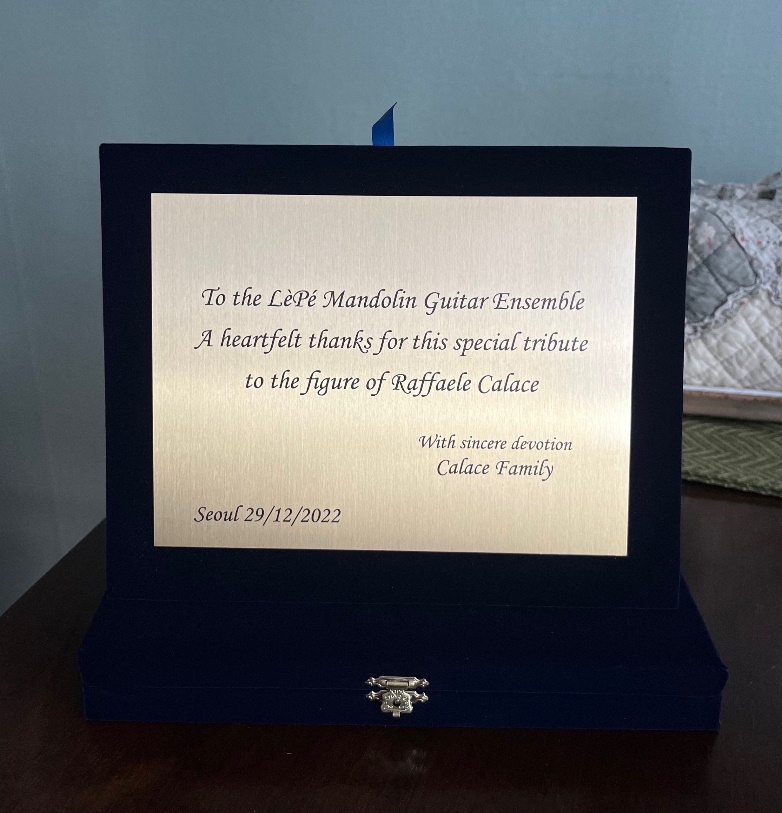 To the LèPé Mandolin Guitar Ensemble
A heartfelt thanks for this special tribute
to the figure of Raffaele Calace
With sincere devotion
Calace Family
Seoul 29/12/2022